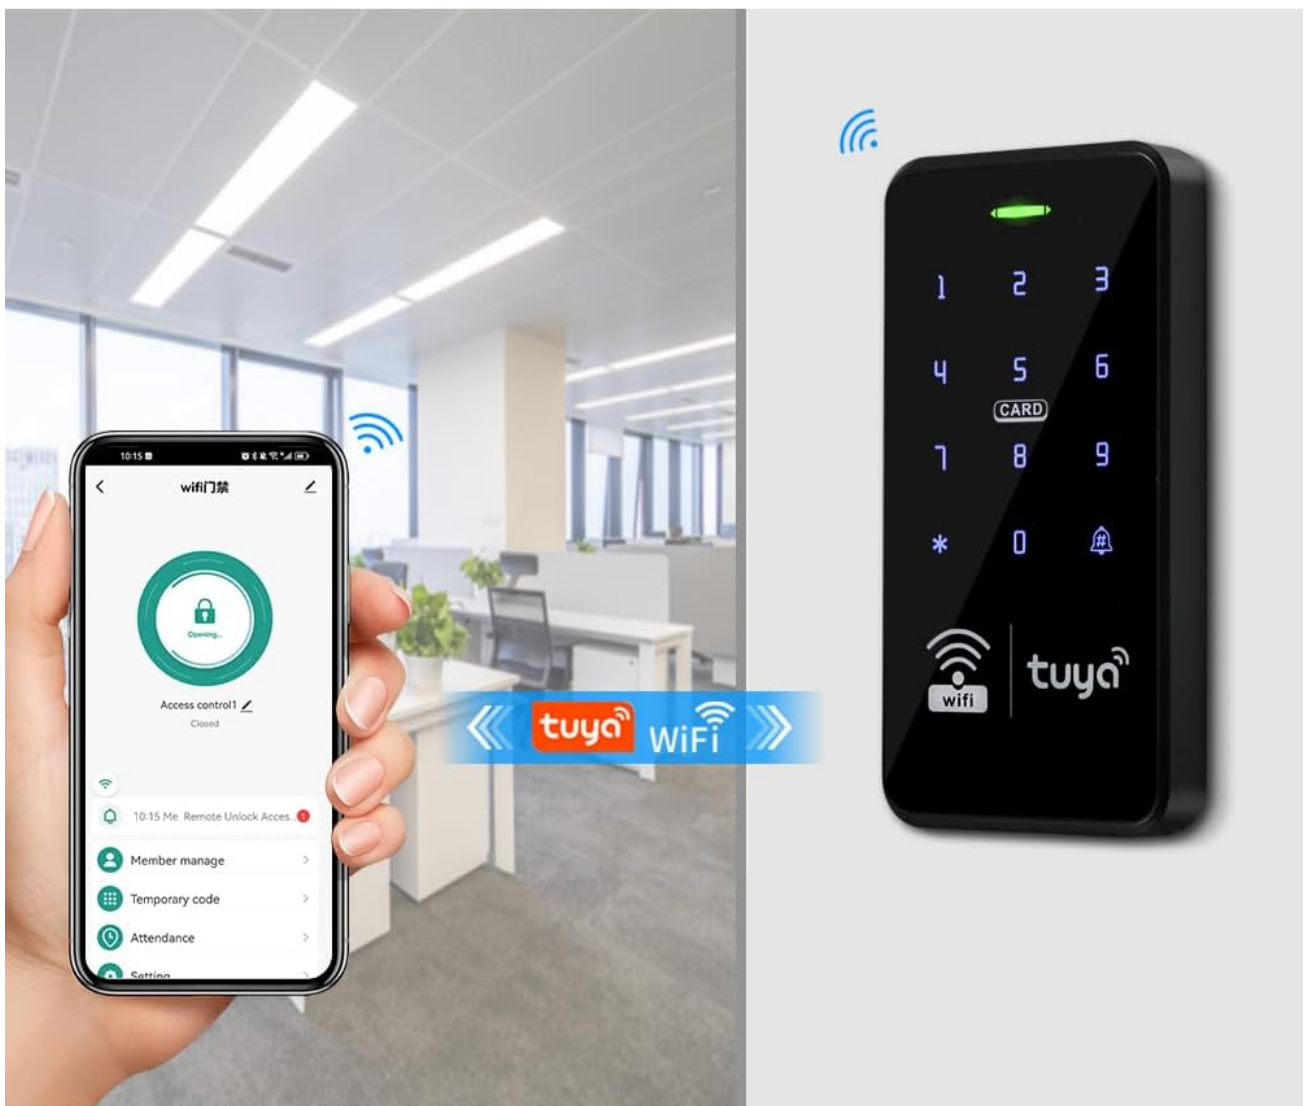 10:15
wifi门禁
Opening...
Access control1
Closed
10:15 Me Remote Unlock Acces..
1
Member manage
Temporary code
Attendance
Setting
tuya WiFi
1 2 3
4 5 6
CARD
7 8 9
* 0 #
wifi
tuya